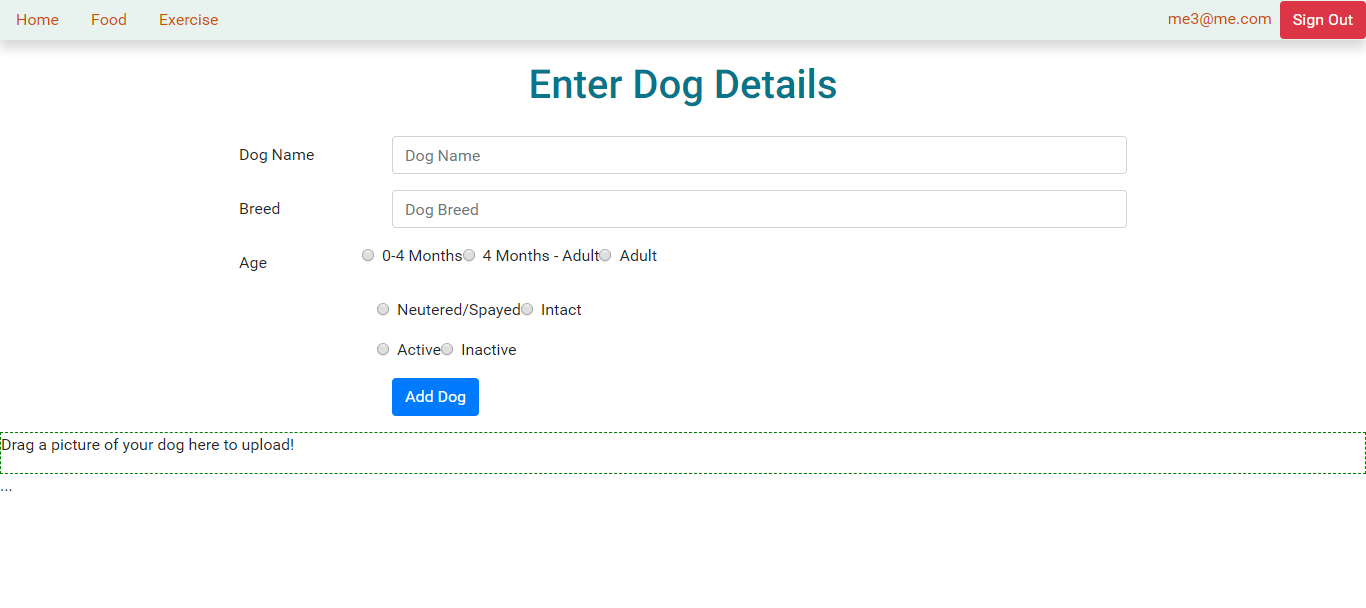 Home Food Exercise me3@me.com Sign Out
Enter Dog Details
Dog Name Dog Name
Breed Dog Breed
Age 0-4 Months 4 Months - Adult Adult
Neutered/Spayed Intact
Active Inactive
Add Dog
Drag a picture of your dog here to upload!
...